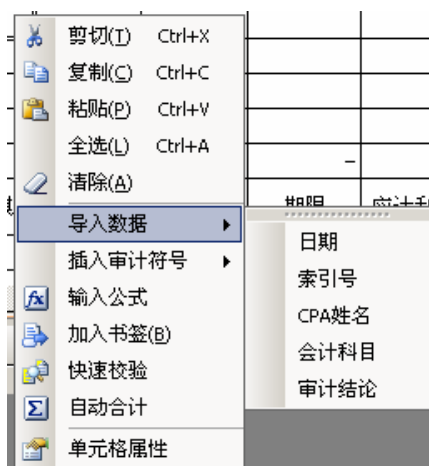 剪切(T) Ctrl+X
复制(C) Ctrl+C
粘贴(P) Ctrl+V
全选(L) Ctrl+A
清除(A)
期限
导入数据
插入审计符号
输入公式
加入书签(B)
快速校验
自动合计
单元格属性
日期
索引号
CPA姓名
会计科目
审计结论